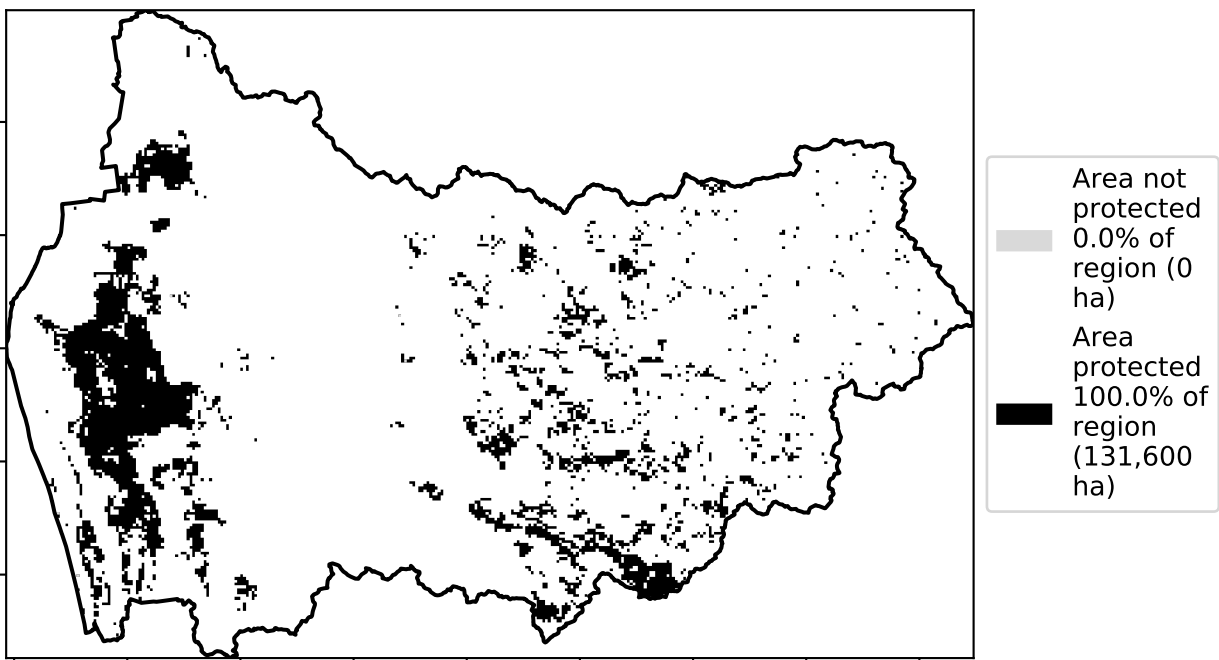 Area not
protected
0.0% of
region (0
ha)
Area
protected
100.0% of
region
(131,600
ha)